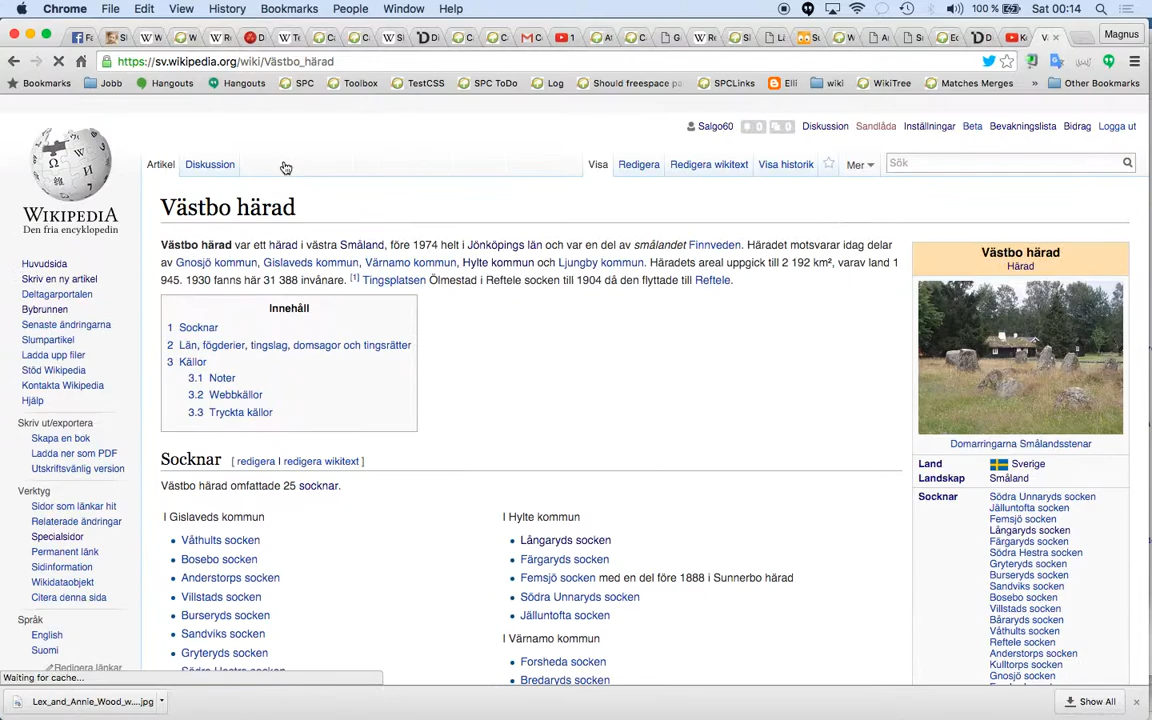 Chrome File Edit View History Bookmarks People Window Help 100 % Sat 00:14
Magnus
https://sv.wikipedia.org/wiki/Västbo_härad
Bookmarks Jobb Hangouts Hangouts SPC Toolbox TestCSS SPC ToDo Log Should freespace pa SPCLinks Elli wiki WikiTree Matches Merges » Other Bookmarks
Salgo60 0 0 Diskussion Sandlåda Inställningar Beta Bevakningslista Bidrag Logga ut
Artikel Diskussion Visa Redigera Redigera wikitext Visa historik Mer Sök
WIKIPEDIA
Den fria encyklopedin
Huvudsida
Skriv en ny artikel
Deltagarportalen
Bybrunnen
Senaste ändringarna
Slumpartikel
Ladda upp filer
Stöd Wikipedia
Kontakta Wikipedia
Hjälp
Skriv ut/exportera
Skapa en bok
Ladda ner som PDF
Utskriftsvänlig version
Verktyg
Sidor som länkar hit
Relaterade ändringar
Specialsidor
Permanent länk
Sidinformation
Wikidataobjekt
Citera denna sida
Språk
English
Suomi
Redigera länkar
Västbo härad
Västbo härad var ett härad i västra Småland, före 1974 helt i Jönköpings län och var en del av smålandet Finnveden. Häradet motsvarar idag delar
av Gnosjö kommun, Gislaveds kommun, Värnamo kommun, Hylte kommun och Ljungby kommun. Häradets areal uppgick till 2 192 km², varav land 1
945. 1930 fanns här 31 388 invånare. [1] Tingsplatsen Ölmestad i Reftele socken till 1904 då den flyttade till Reftele.
Innehåll
1 Socknar
2 Län, fögderier, tingslag, domsagor och tingsrätter
3 Källor
3.1 Noter
3.2 Webbkällor
3.3 Tryckta källor
Socknar [ redigera | redigera wikitext ]
Västbo härad omfattade 25 socknar.
I Gislaveds kommun
Våthults socken
Bosebo socken
Anderstorps socken
Villstads socken
Burseryds socken
Sandviks socken
Gryteryds socken
Södra Hestra socken
I Hylte kommun
Långaryds socken
Färgaryds socken
Femsjö socken med en del före 1888 i Sunnerbo härad
Södra Unnaryds socken
Jälluntofta socken
I Värnamo kommun
Forsheda socken
Bredaryds socken
Västbo härad
Härad
Domarringarna Smålandsstenar
Land Sverige
Landskap Småland
Socknar Södra Unnaryds socken
Jälluntofta socken
Femsjö socken
Långaryds socken
Färgaryds socken
Södra Hestra socken
Gryteryds socken
Burseryds socken
Sandviks socken
Bosebo socken
Villstads socken
Båraryds socken
Våthults socken
Reftele socken
Anderstorps socken
Kulltorps socken
Gnosjö socken
Waiting for cache...
Lex_and_Annie_Wood_w....jpg Show All